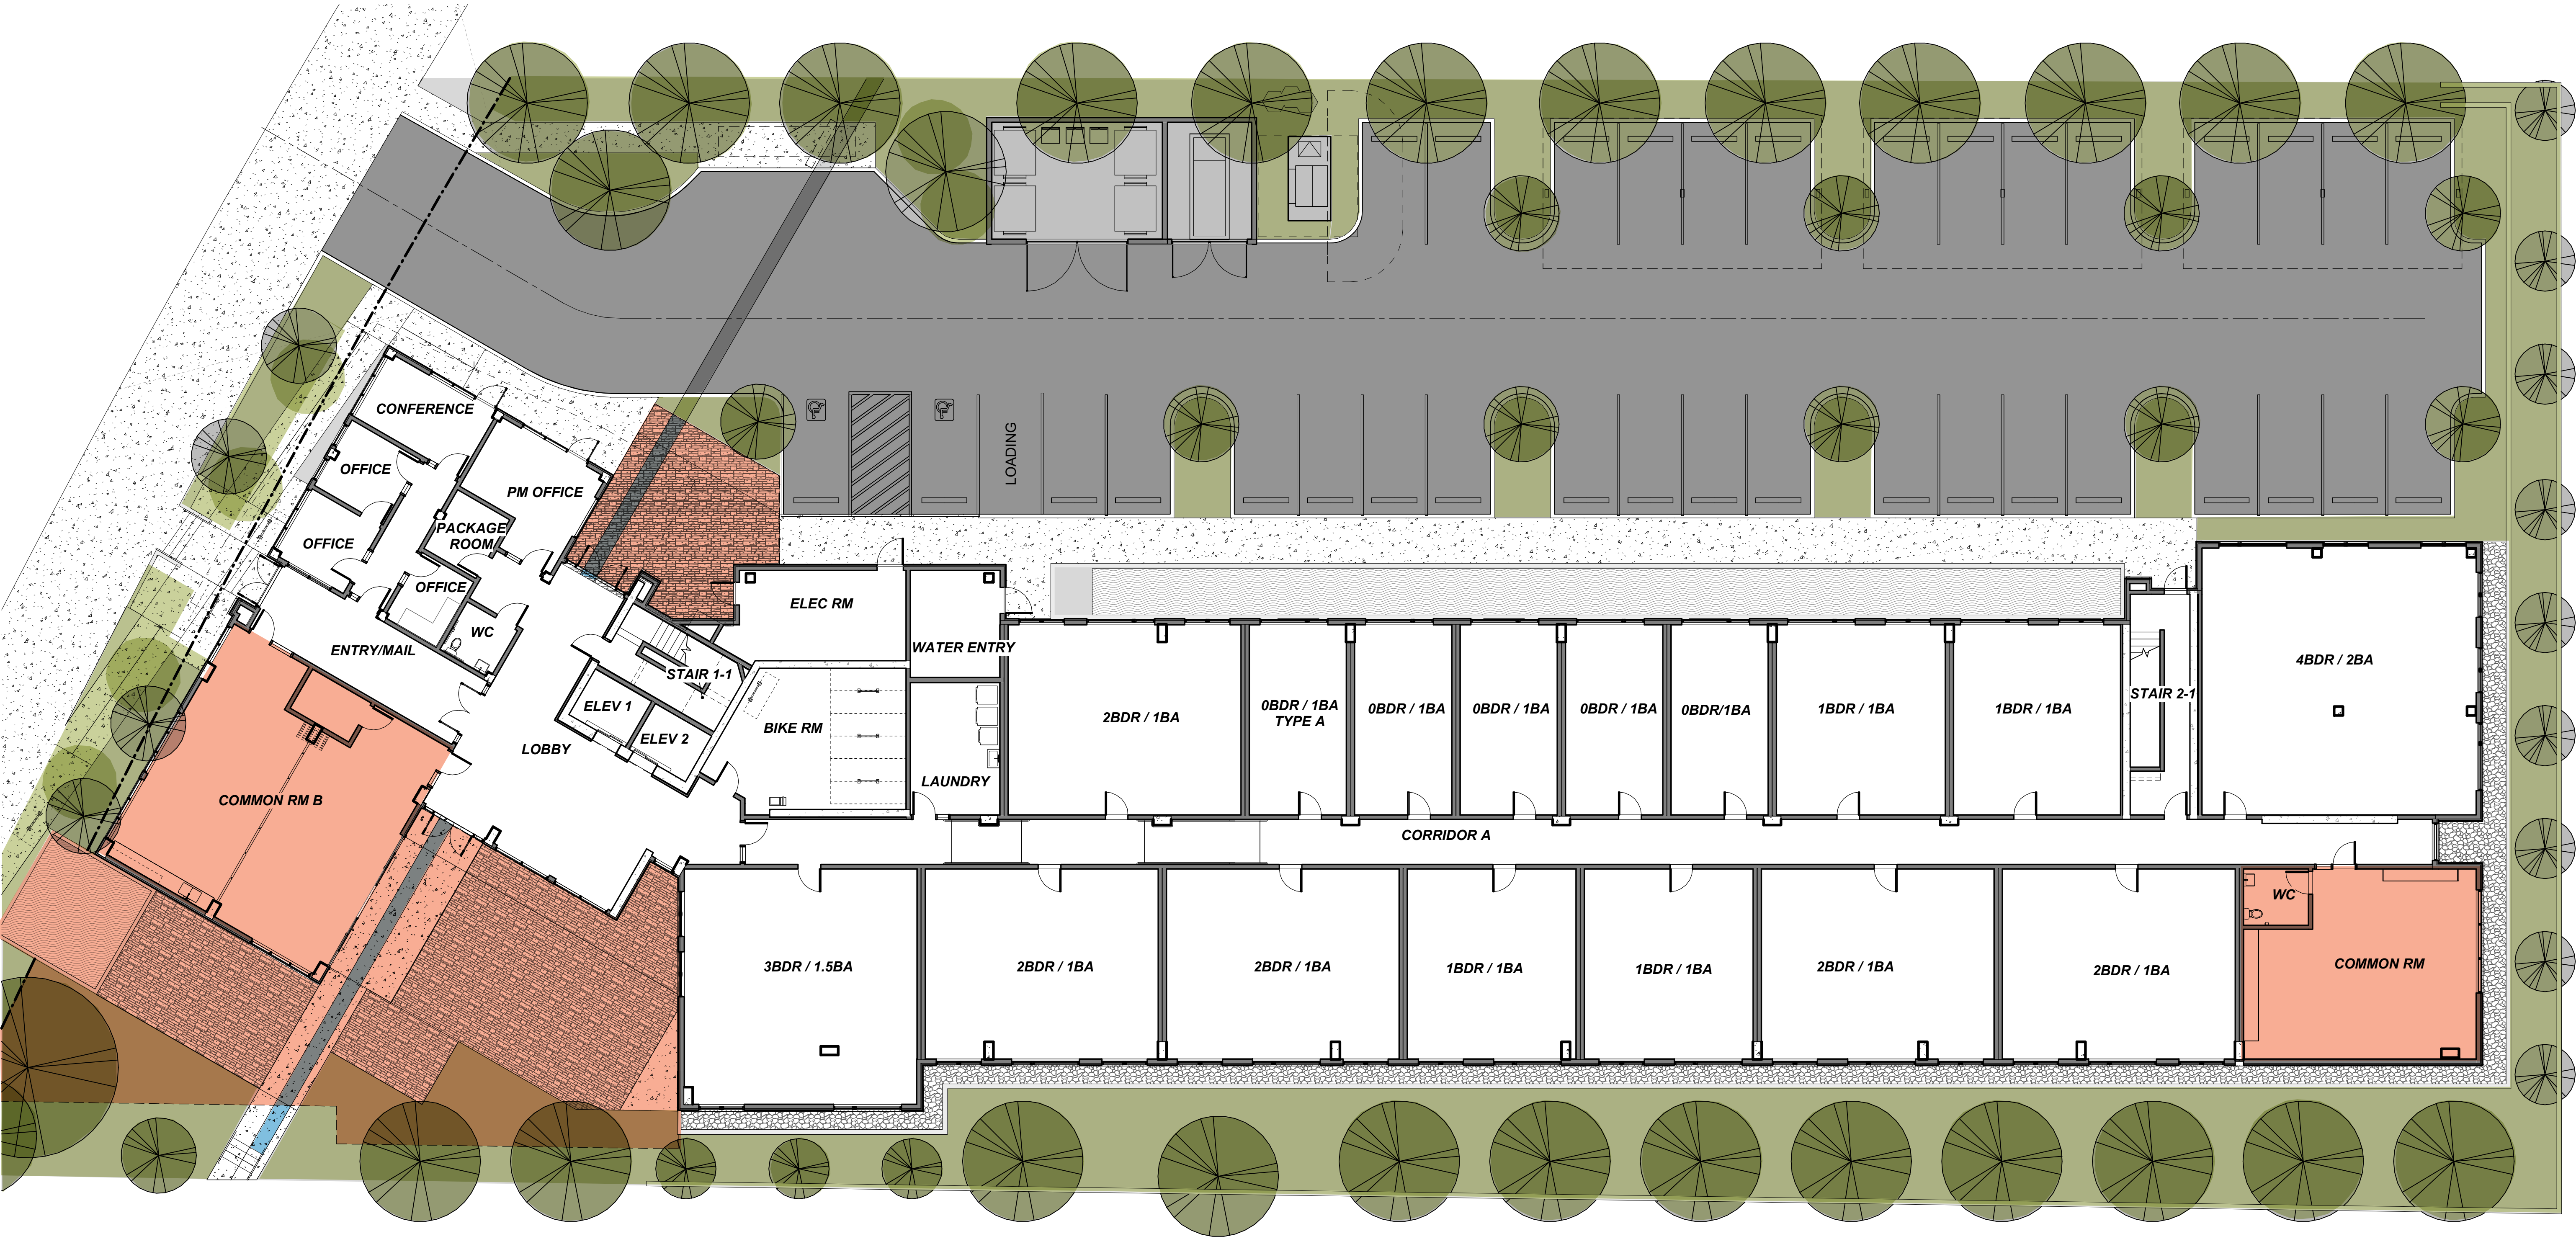 LOADING
CONFERENCE
OFFICE
PM OFFICE
PACKAGE
ROOM
OFFICE
OFFICE
WC
ENTRY/MAIL
STAIR 1-1
ELEV 1
ELEV 2
LOBBY
COMMON RM B
ELEC RM
WATER ENTRY
BIKE RM
LAUNDRY
2BDR / 1BA
0BDR / 1BA
TYPE A
0BDR / 1BA
0BDR / 1BA
0BDR / 1BA
0BDR/1BA
1BDR / 1BA
1BDR / 1BA
STAIR 2-1
4BDR / 2BA
CORRIDOR A
3BDR / 1.5BA
2BDR / 1BA
2BDR / 1BA
1BDR / 1BA
1BDR / 1BA
2BDR / 1BA
2BDR / 1BA
WC
COMMON RM